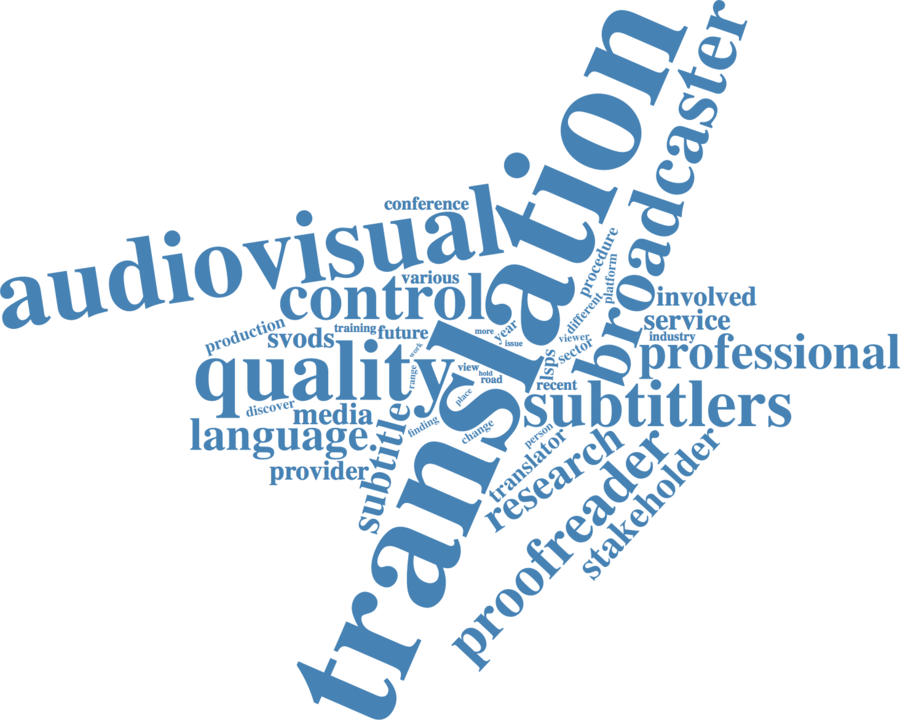 translation
broadcaster
audiovisual
conference
various
control
procedure
platform
different
involved
service
industry
professional
production
svods
training
future
more
year
issue
viewer
sector
quality
work
range
view
hold
road
lsps
recent
subtitlers
place
discover
media
language
subtitle
finding
change
person
translator
research
proofreader
stakeholder
provider